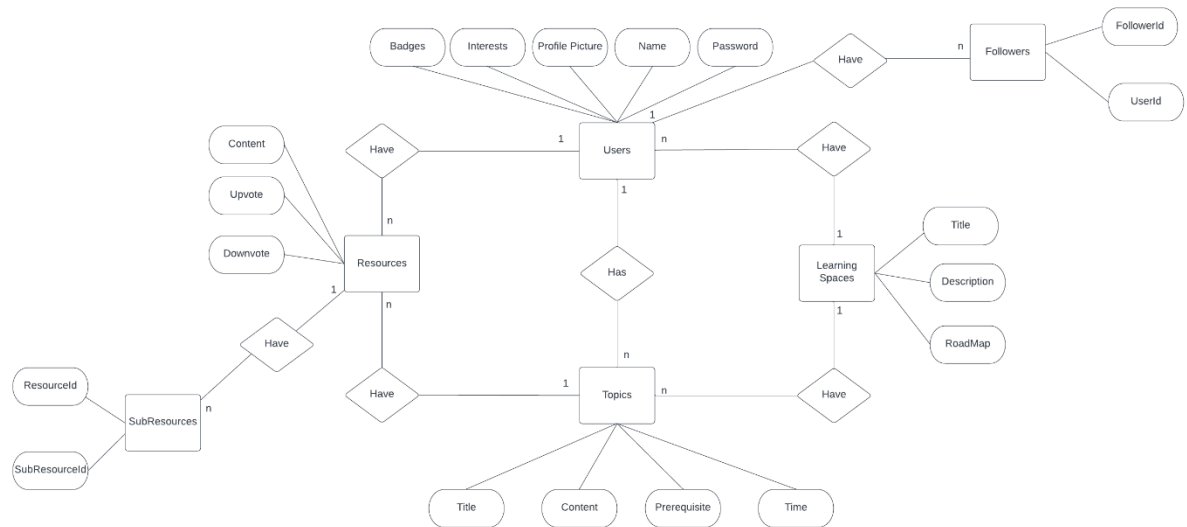 FollowerId
Badges
Interests
Profile Picture
Name
Password
Have
n
Followers
UserId
1
Content
Have
1
Users
n
Have
1
Upvote
n
Downvote
Resources
Has
1
Learning
Spaces
Title
Description
1
n
1
RoadMap
Have
n
ResourceId
Have
1
Topics
n
Have
n
SubResources
SubResourceId
Title
Content
Prerequisite
Time